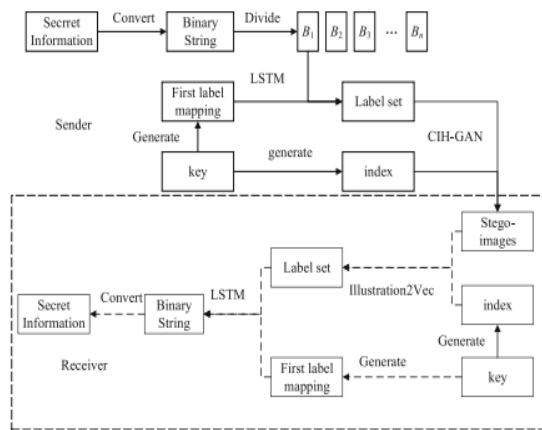 Secrret
Information
Convert
Binary
String
Divide
B1
B2
B3
...
Bn
LSTM
First label
mapping
Label set
Sender
Generate
CIH-GAN
key
generate
index
Stego-
images
Label set
Illustration2Vec
index
Secret
Information
Convert
Binary
String
LSTM
Generate
Receiver
First label
mapping
Generate
key